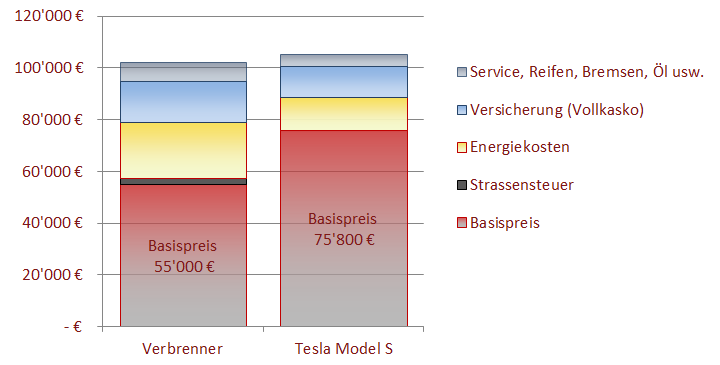 120'000 €
100'000 €
80'000 €
60'000 €
40'000 €
20'000 €
- €
Basispreis
55'000 €
Basispreis
75'800 €
Verbrenner
Tesla Model S
Service, Reifen, Bremsen, Öl usw.
Versicherung (Vollkasko)
Energiekosten
Strassensteuer
Basispreis